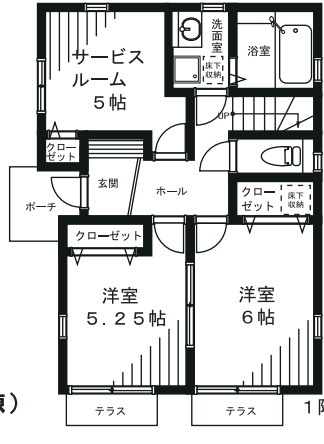 サービス
ルーム
5帖
洗面室
床下
収納
浴室
UP
クロー
ゼット
玄関
ホール
ポーチ
クロー
ゼット
床下
収納
クローゼット
洋室
5.25帖
洋室
6帖
テラス
テラス
1階